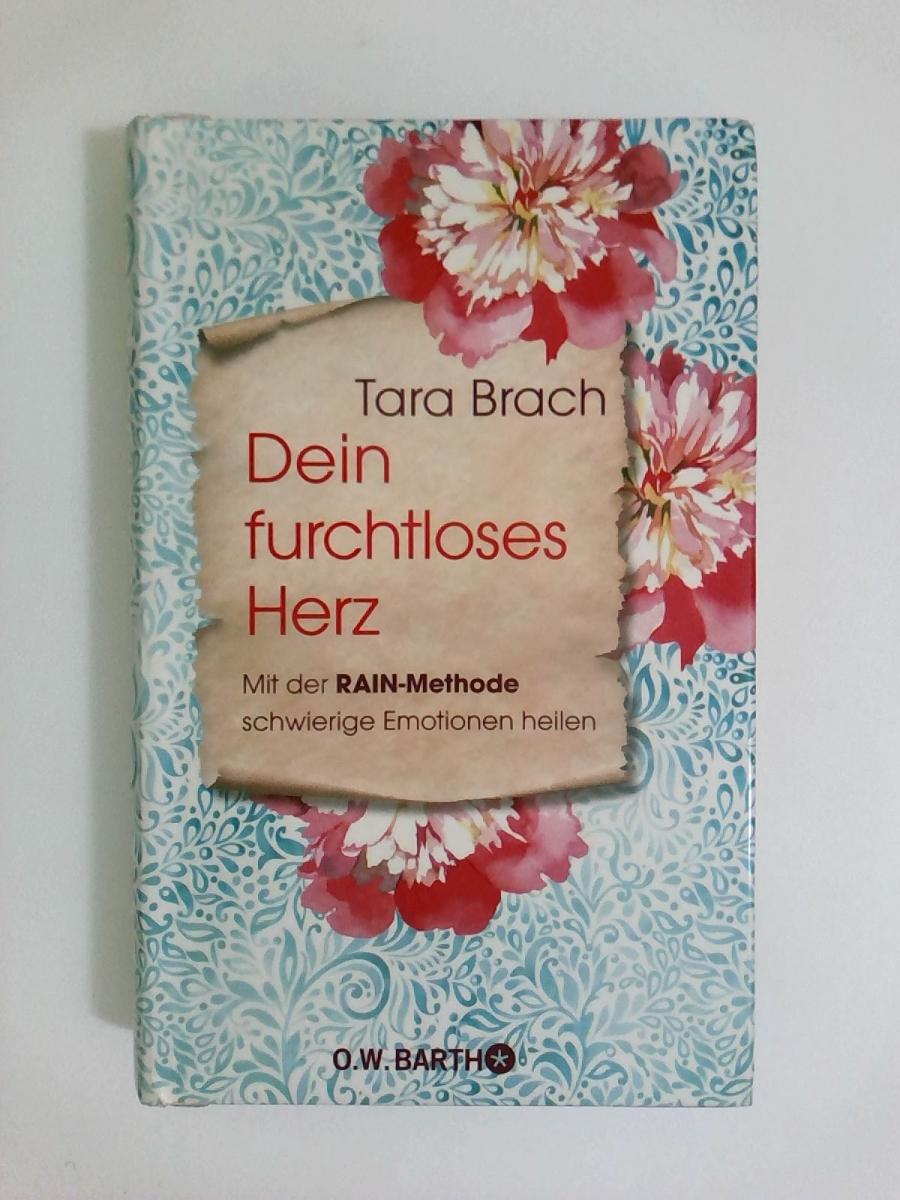 Tara Brach
Dein
furchtloses
Herz
Mit der RAIN-Methode
schwierige Emotionen heilen
O.W. BARTH